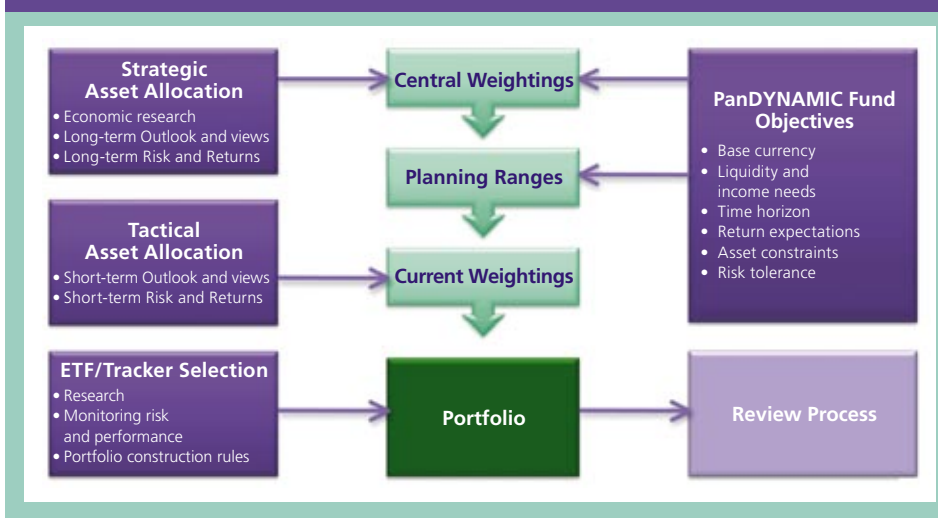 Strategic
Asset Allocation
• Economic research
• Long-term Outlook and views
• Long-term Risk and Returns
Central Weightings
PanDYNAMIC Fund
Objectives
• Base currency
• Liquidity and
income needs
• Time horizon
• Return expectations
• Asset constraints
• Risk tolerance
Planning Ranges
Tactical
Asset Allocation
• Short-term Outlook and views
• Short-term Risk and Returns
Current Weightings
ETF/Tracker Selection
• Research
• Monitoring risk
and performance
• Portfolio construction rules
Portfolio
Review Process